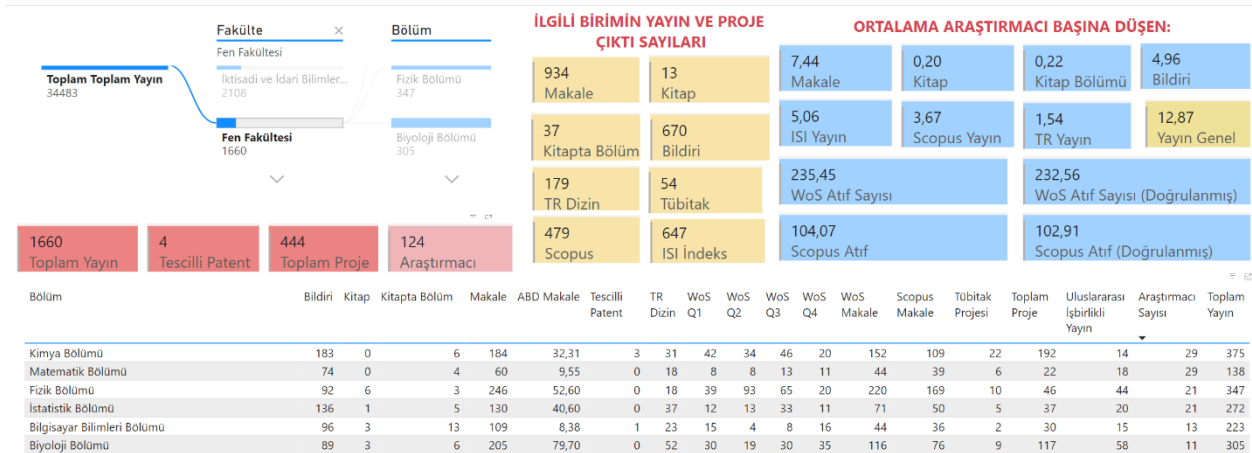 Fakülte
Bölüm
Fen Fakültesi
Toplam Toplam Yayın
34483
İktisadi ve İdari Bilimler...
2108
Fizik Bölümü
347
Fen Fakültesi
1660
Biyoloji Bölümü
305
1660
Toplam Yayın
4
Tescilli Patent
444
Toplam Proje
124
Araştırmacı
İLGİLİ BİRİMİN YAYIN VE PROJE
ÇIKTI SAYILARI
934
Makale
13
Kitap
37
Kitapta Bölüm
670
Bildiri
179
TR Dizin
54
Tübitak
479
Scopus
647
ISI İndeks
ORTALAMA ARAŞTIRMACI BAŞINA DÜŞEN:
7,44
Makale
0,20
Kitap
0,22
Kitap Bölümü
4,96
Bildiri
5,06
ISI Yayın
3,67
Scopus Yayın
1,54
TR Yayın
12,87
Yayın Genel
235,45
WoS Atıf Sayısı
232,56
WoS Atıf Sayısı (Doğrulanmış)
104,07
Scopus Atıf
102,91
Scopus Atıf (Doğrulanmış)
Bölüm Bildiri Kitap Kitapta Bölüm Makale ABD Makale Tescilli Patent TR Dizin WoS Q1 WoS Q2 WoS Q3 WoS Q4 WoS Makale Scopus Makale Tübitak Projesi Toplam Proje Uluslararası İşbirlikli Yayın Araştırmacı Sayısı Toplam Yayın
Kimya Bölümü 183 0 6 184 32,31 3 31 42 34 46 20 152 109 22 192 14 29 375
Matematik Bölümü 74 0 4 60 9,55 0 18 8 8 13 11 44 39 6 22 18 29 138
Fizik Bölümü 92 6 3 246 52,60 0 18 39 93 65 20 220 169 10 46 44 21 347
İstatistik Bölümü 136 1 5 130 40,60 0 37 12 13 33 11 71 50 5 37 20 21 272
Bilgisayar Bilimleri Bölümü 96 3 13 109 8,38 1 23 15 4 8 16 44 36 2 30 15 13 223
Biyoloji Bölümü 89 3 6 205 79,70 0 52 30 19 30 35 116 76 9 117 58 11 305